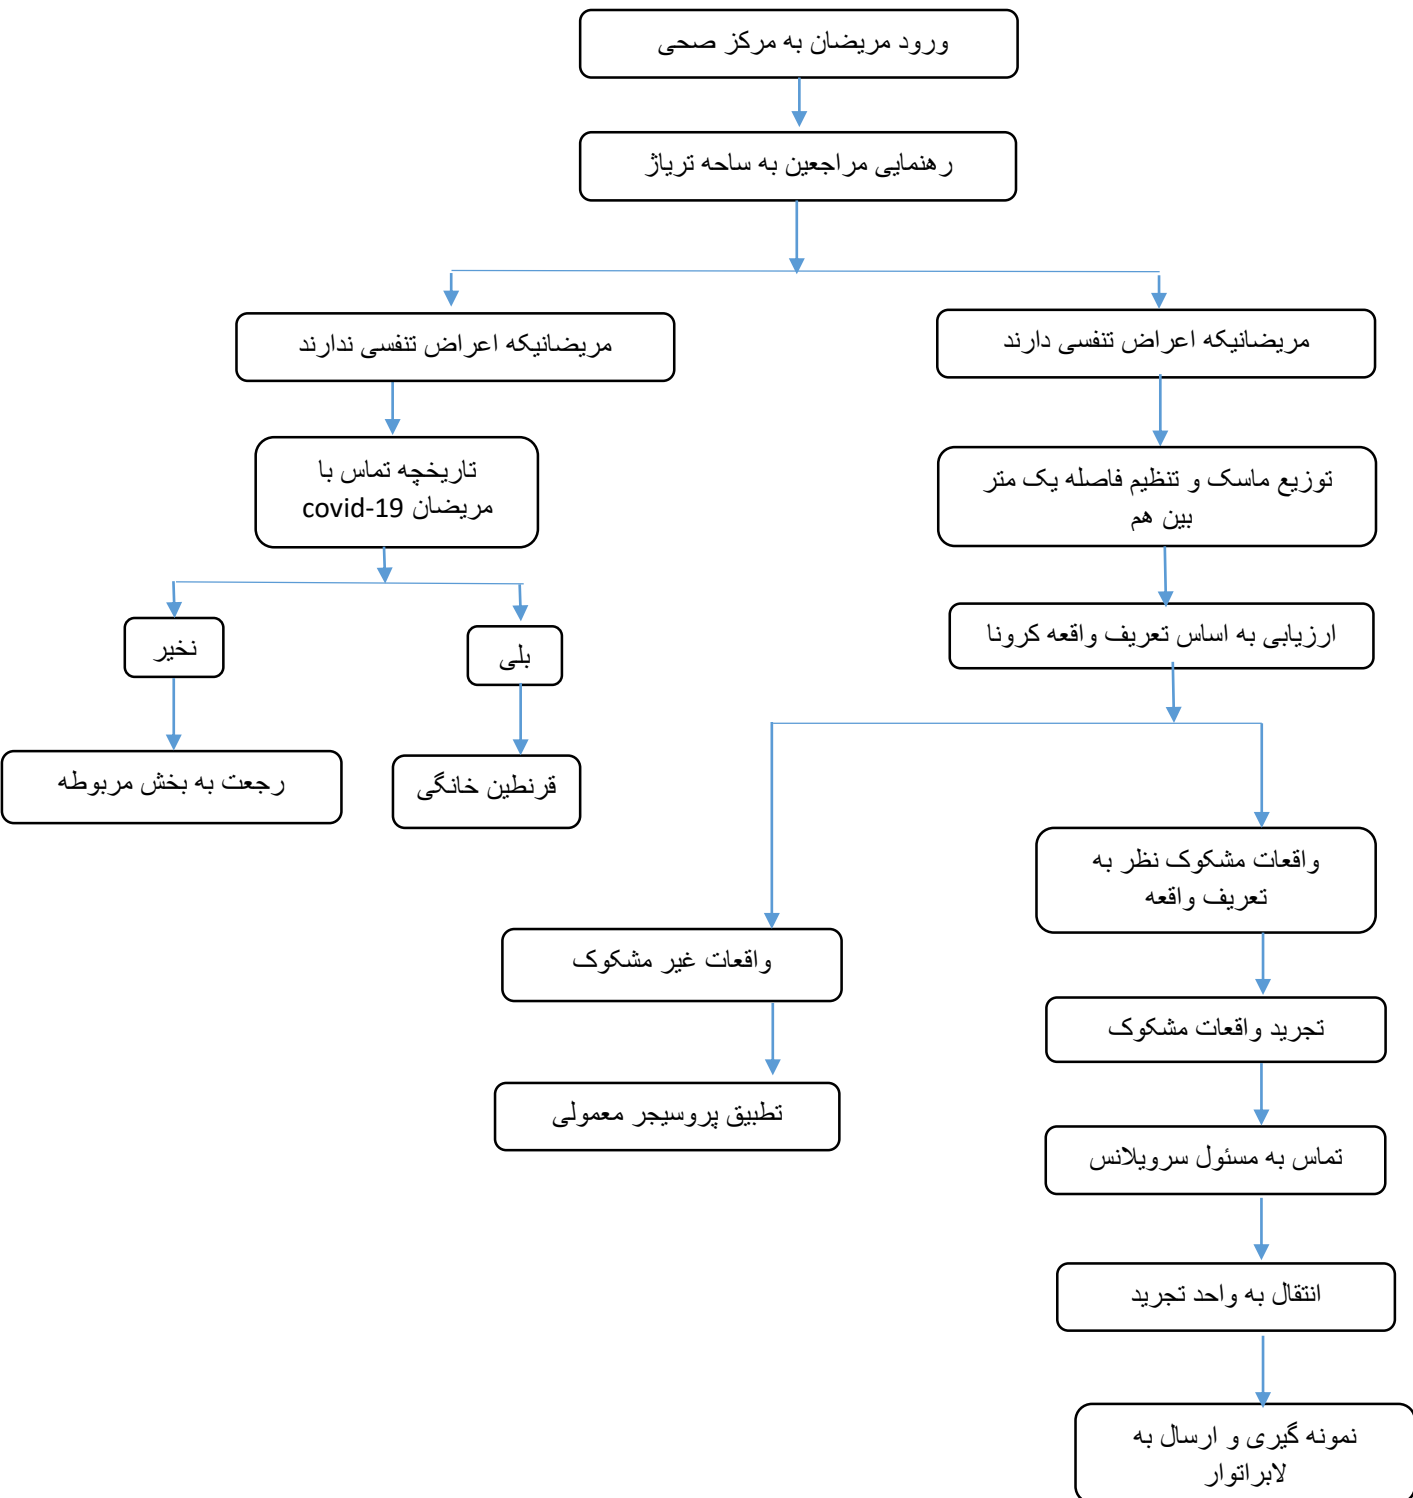 ورود مریضان به مرکز صحی
رهنمایی مراجعین به ساحه تریاژ
مریضانیکه اعراض تنفسی دارند
مریضانیکه اعراض تنفسی ندارند
توزیع ماسک و تنظیم فاصله یک متر
بین هم
تاریخچه تماس با
مریضان covid-19
ارزیابی به اساس تعریف واقعه کرونا
بلی
نخیر
قرنطین خانگی
رجعت به بخش مربوطه
واقعات مشکوک نظر به
تعریف واقعه
واقعات غیر مشکوک
تجرید واقعات مشکوک
تطبیق پروسیجر معمولی
تماس به مسئول سرویلانس
انتقال به واحد تجرید
نمونه گیری و ارسال به
لابراتوار